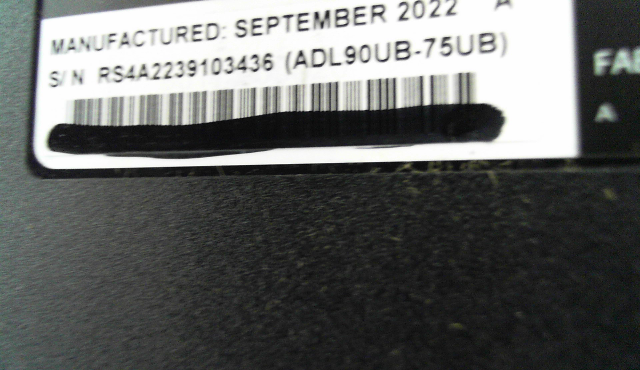 MANUFACTURED: SEPTEMBER 2022 A
S/N RS4A2239103436 (ADL90UB-75UB)
A